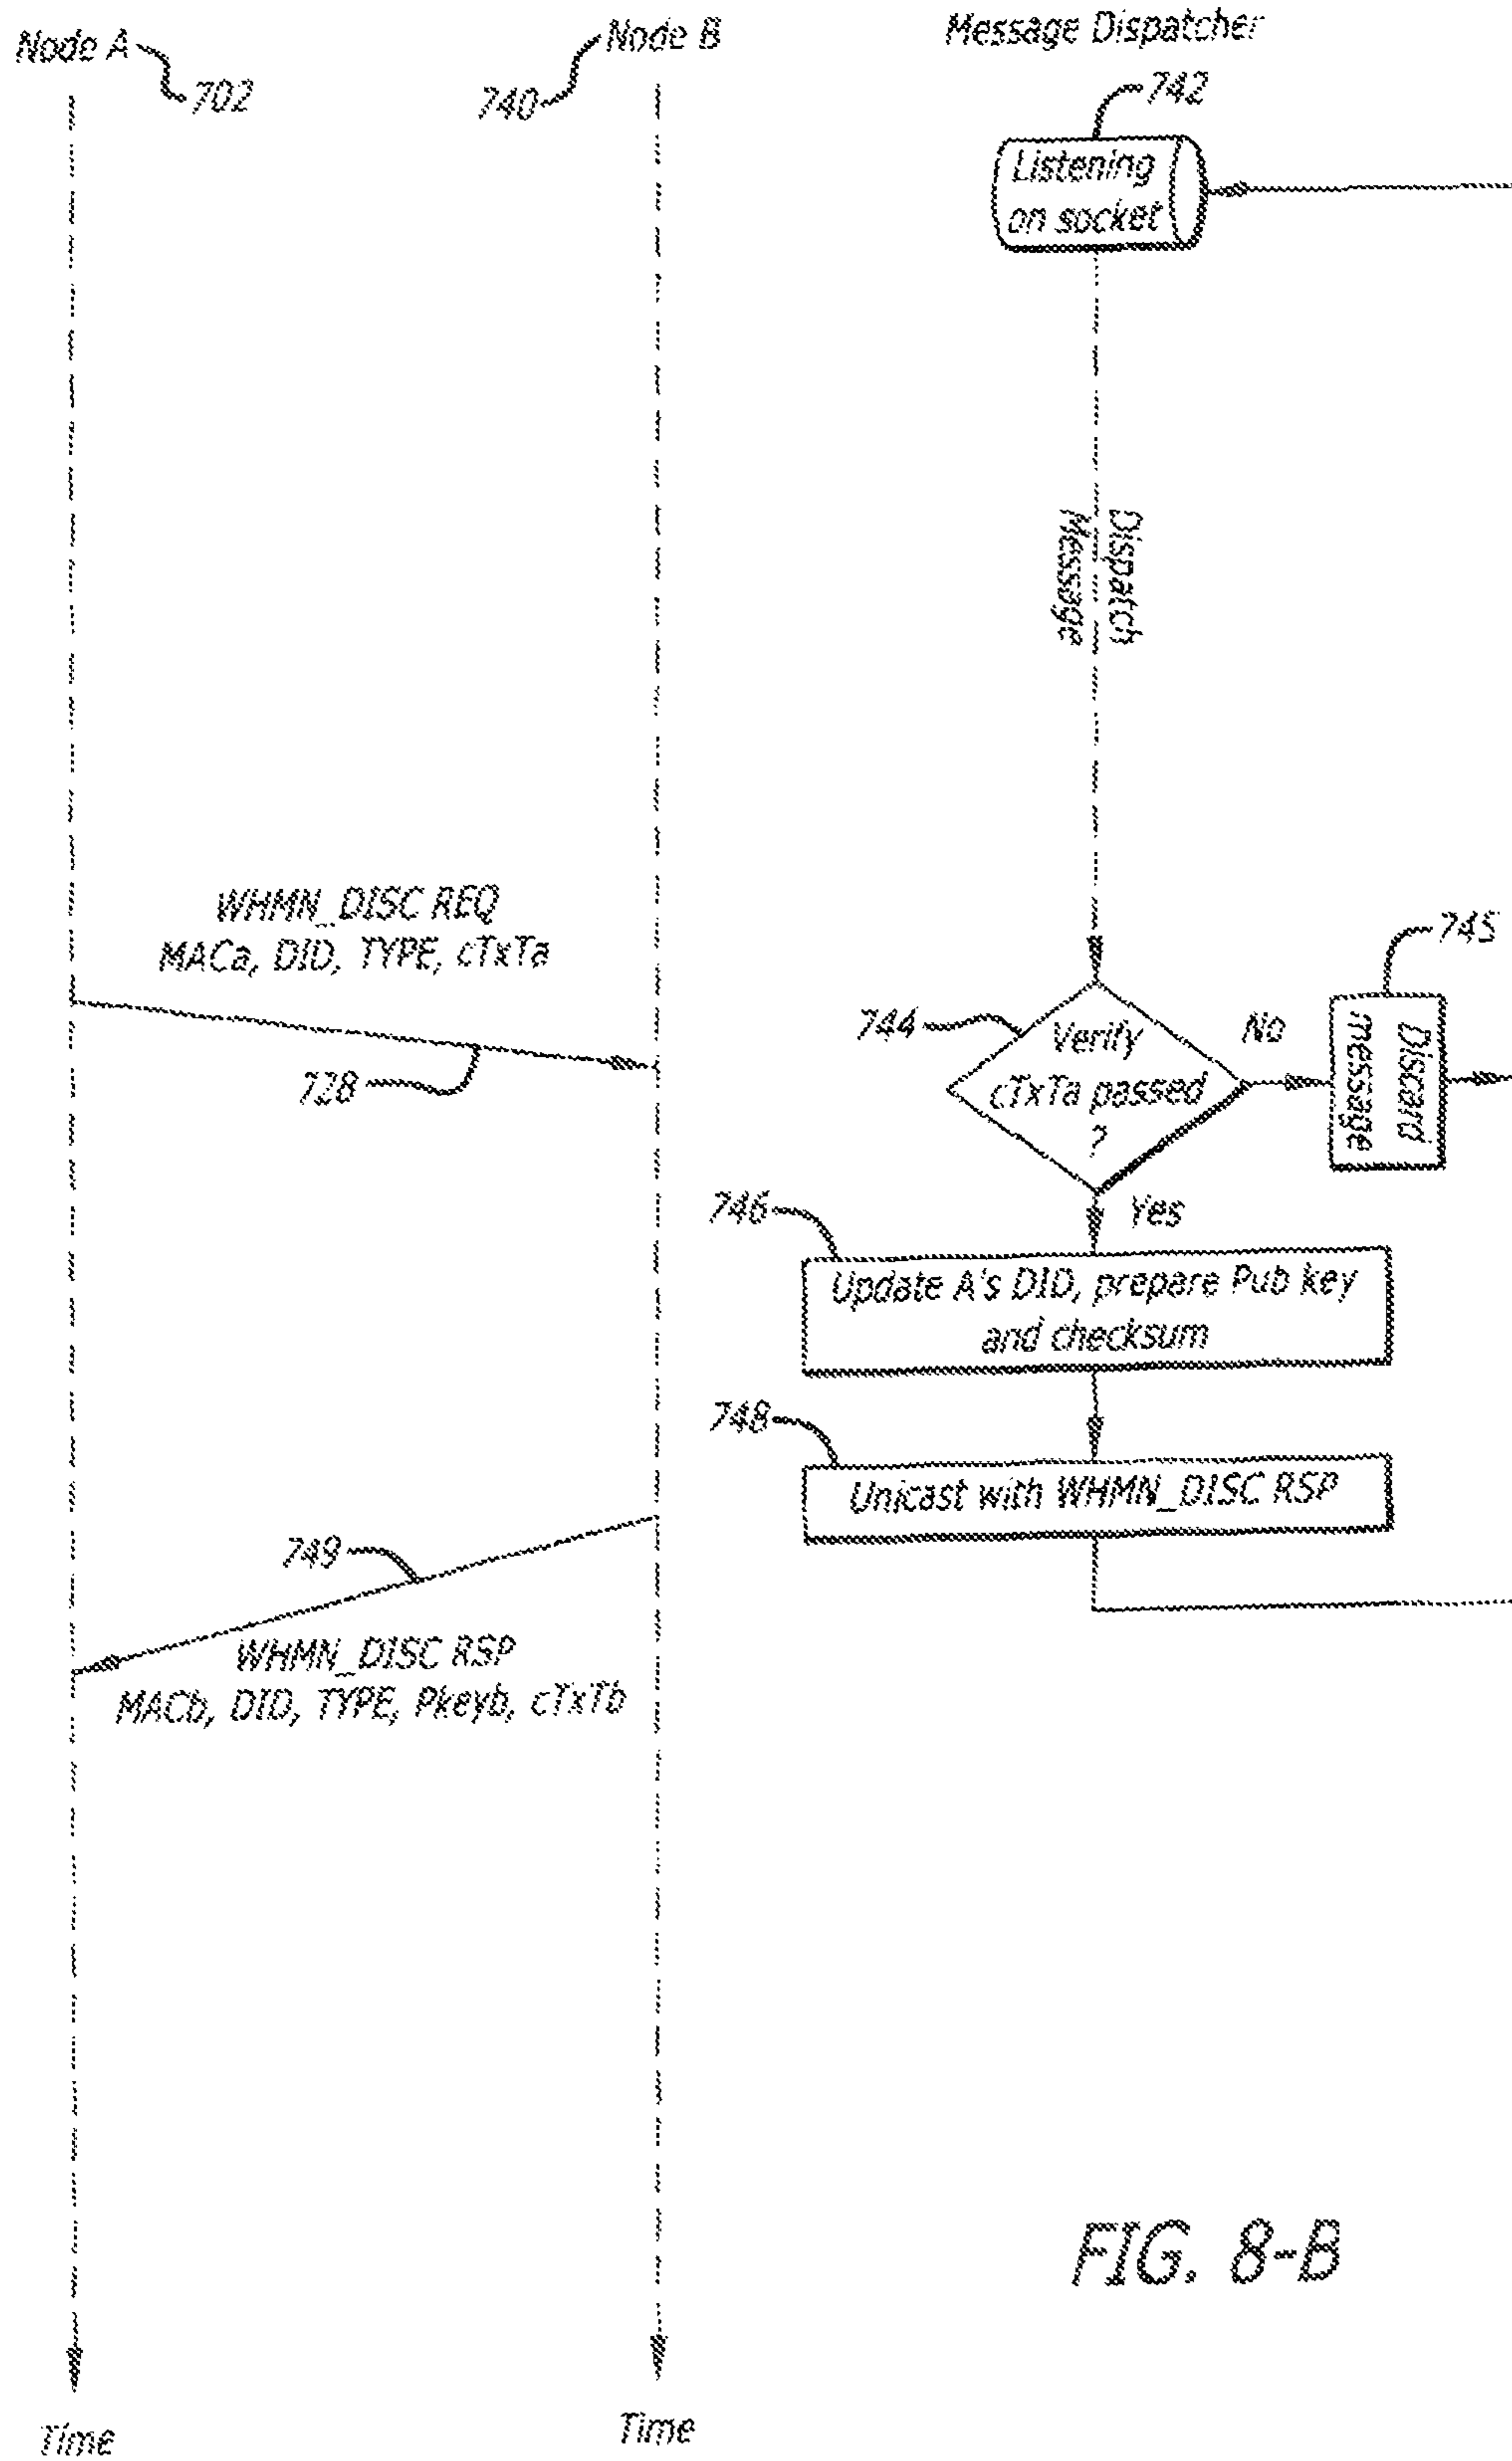 Node A
702
Node B
740
Message Dispatcher
742
Listening
on socket
Dispatch
Message
WHMN_DISC REQ
MACa, DID, TYPE, cTxTa
728
744
Verify
cTxTa passed
?
No
745
Discard
message
Yes
746
Update A's DID, prepare Pub key
and checksum
748
Unicast with WHMN_DISC RSP
749
WHMN_DISC RSP
MACb, DID, TYPE, Pkeyb, cTxTb
FIG. 8-B
Time
Time